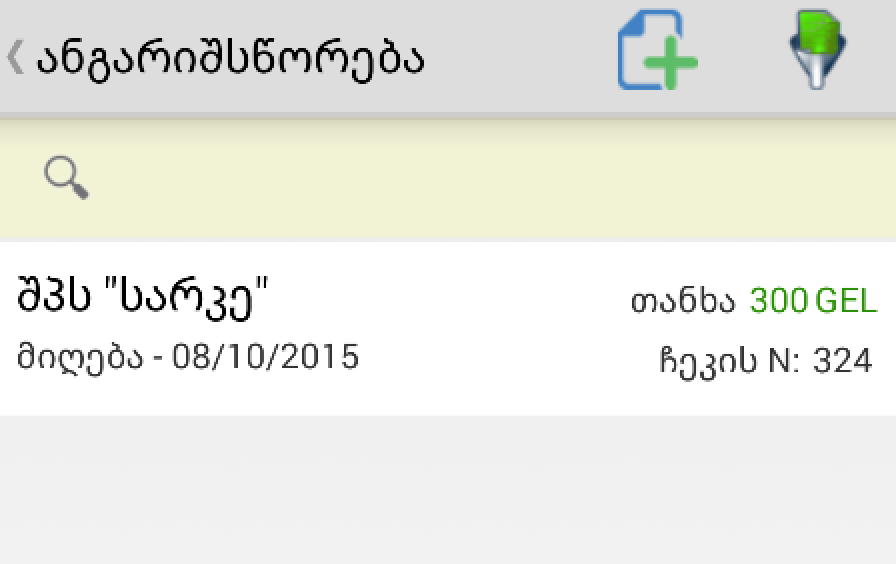 ანგარიშსწორება
შპს "სარკე"
თანხა 300 GEL
მიღება - 08/10/2015
ჩეკის N: 324